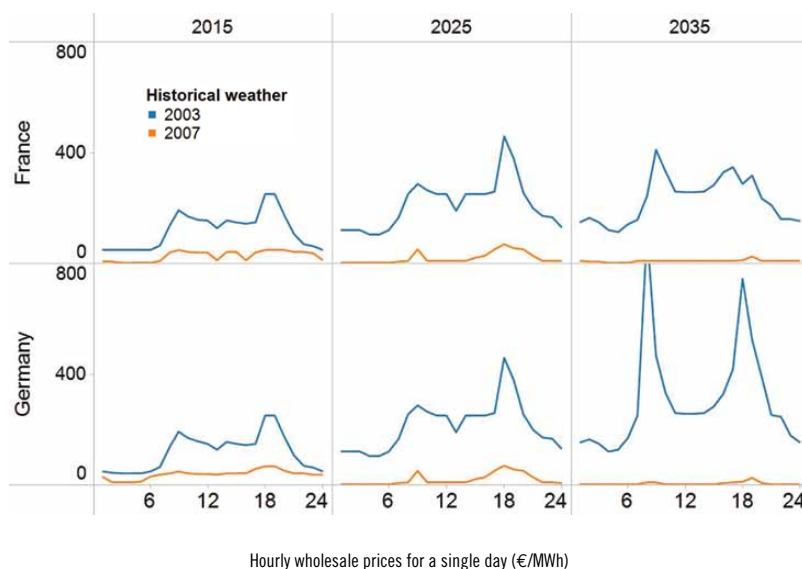 2015 2025 2035
800
400
0
France
Historical weather
2003
2007
800
400
0
Germany
6 12 18 24 6 12 18 24 6 12 18 24
Hourly wholesale prices for a single day (€/MWh)